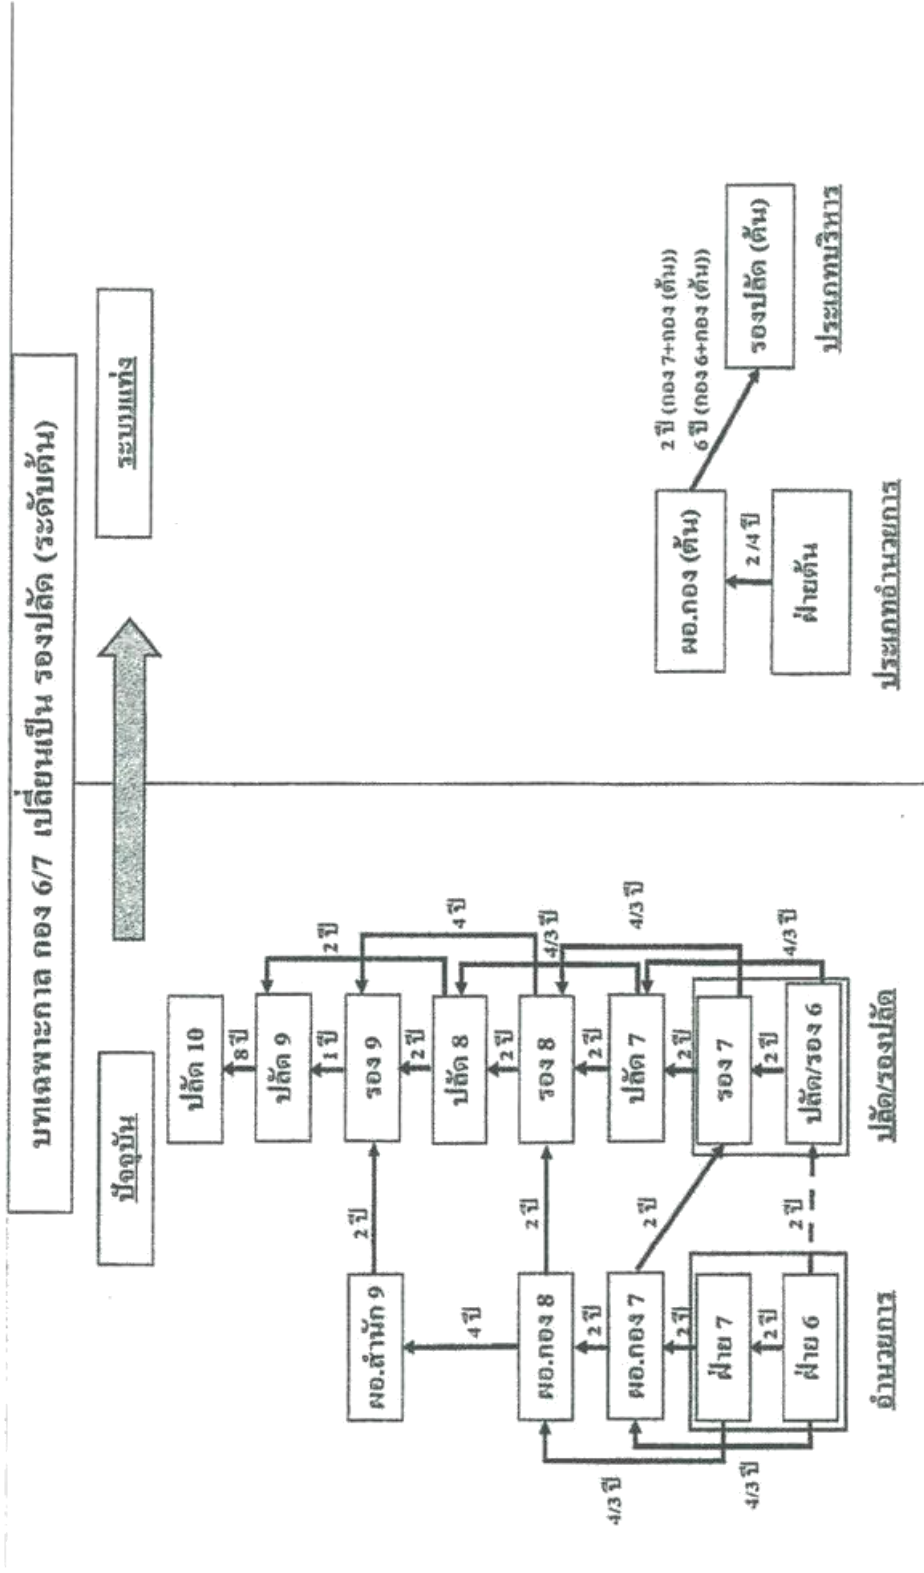 บทเฉพาะกาล กอง 6/7 เปลี่ยนเป็น รองปลัด (ระดับต้น)
ปัจจุบัน
ระบบแท่ง
ปลัด 10
8 ปี
ปลัด 9
2 ปี
1 ปี
ผอ.สำนัก 9
2 ปี
รอง 9
4 ปี
2 ปี
4 ปี
ปลัด 8
2 ปี
ผอ.กอง 8
2 ปี
รอง 8
4/3 ปี
2 ปี
2 ปี
4/3 ปี
ผอ.กอง 7
ปลัด 7
4/3 ปี
2 ปี
2 ปี
2 ปี
ฝ่าย 7
รอง 7
4/3 ปี
2 ปี
2 ปี
4/3 ปี
ฝ่าย 6
2 ปี
ปลัด/รอง 6
อำนวยการ
ปลัด/รองปลัด
2 ปี (กอง 7+กอง (ต้น))
6 ปี (กอง 6+กอง (ต้น))
ผอ.กอง (ต้น)
รองปลัด (ต้น)
2 /4 ปี
ฝ่ายต้น
ประเภทบริหาร
ประเภทอำนวยการ